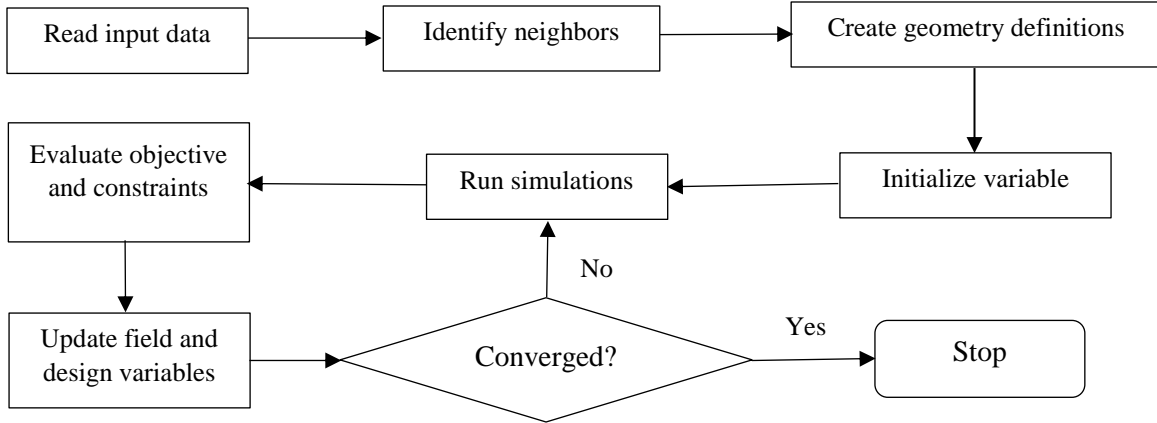 Read input data
Identify neighbors
Create geometry definitions
Initialize variable
Run simulations
Evaluate objective
and constraints
Update field and
design variables
Converged?
No
Yes
Stop